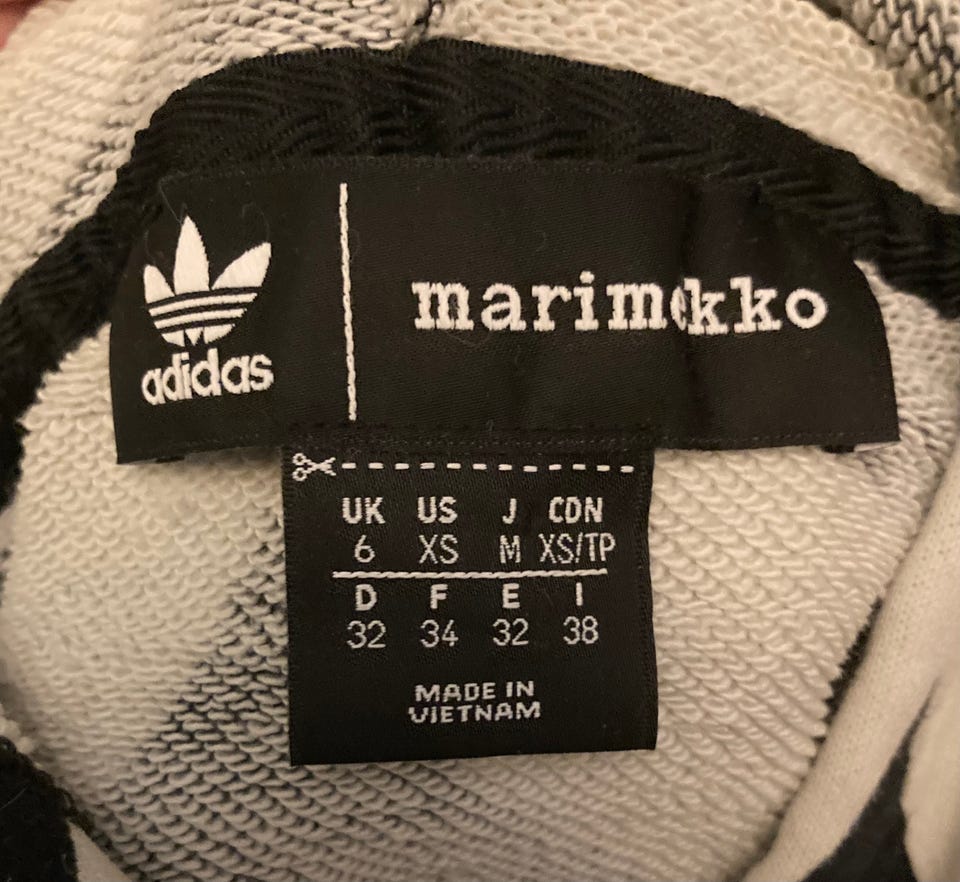 adidas
marimekko
UK US J CDN
6 XS M XS/TP
D F E I
32 34 32 38
MADE IN
VIETNAM